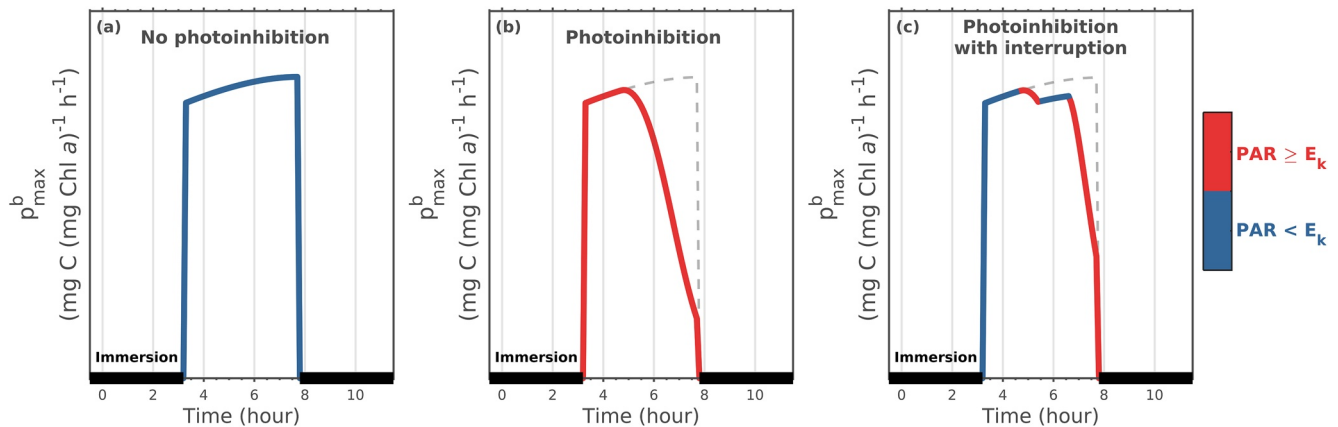 (a)
No photoinhibition
p^b_max
(mg C (mg Chl a)^-1 h^-1)
Immersion
0 2 4 6 8 10
Time (hour)
(b)
Photoinhibition
p^b_max
(mg C (mg Chl a)^-1 h^-1)
Immersion
0 2 4 6 8 10
Time (hour)
(c)
Photoinhibition
with interruption
p^b_max
(mg C (mg Chl a)^-1 h^-1)
Immersion
0 2 4 6 8 10
Time (hour)
PAR ≥ E_k
PAR < E_k